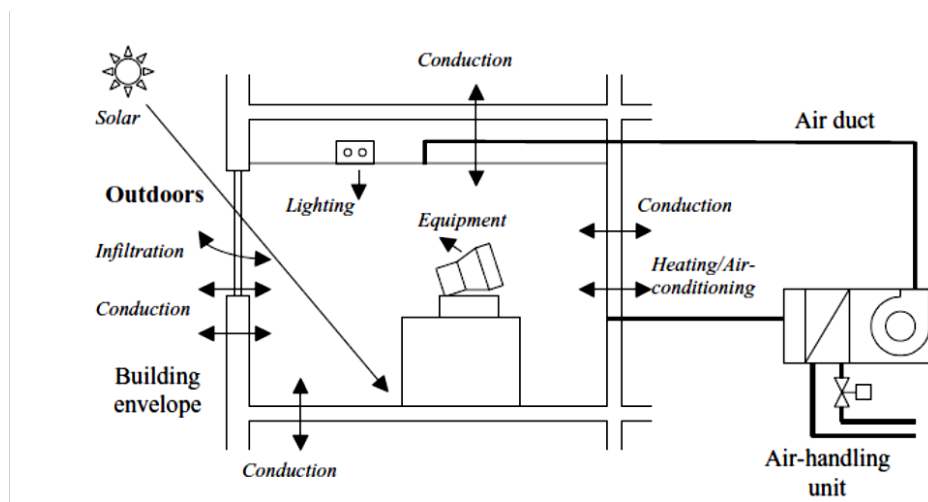 Conduction
Solar
Air duct
Outdoors
Lighting
Equipment
Conduction
Infiltration
Heating/Air-
conditioning
Conduction
Building
envelope
Conduction
Air-handling
unit